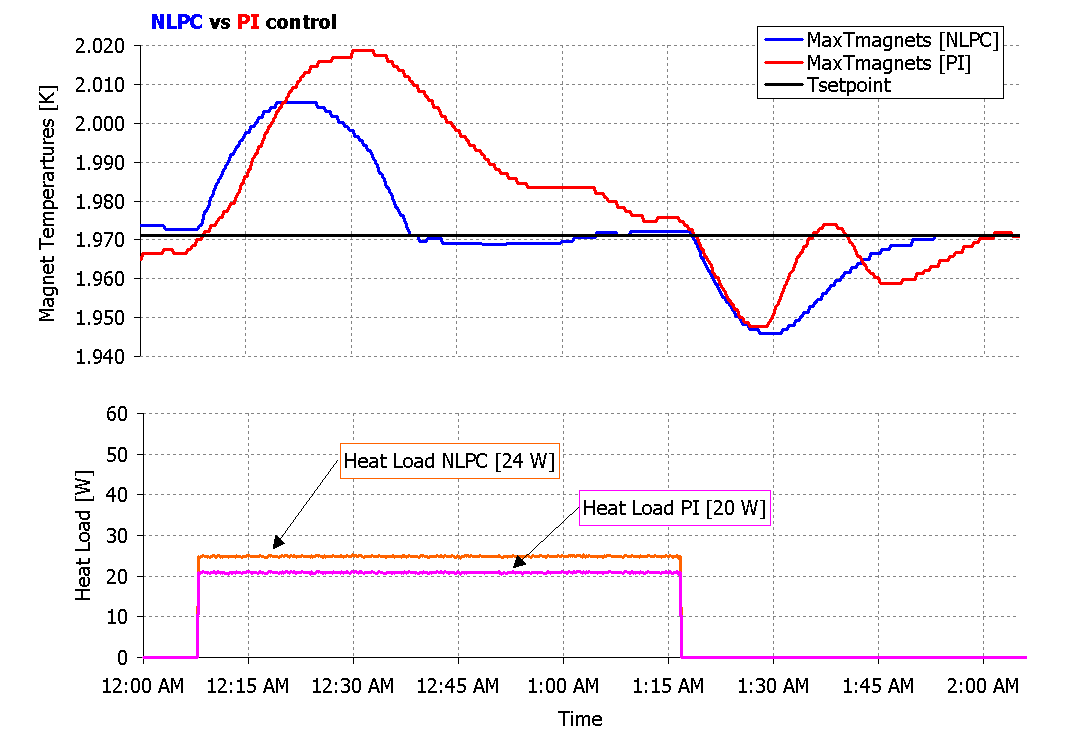 NLPC vs PI control
MaxTmagnets [NLPC]
MaxTmagnets [PI]
Tsetpoint
Magnet Temperartures [K]
2.020
2.010
2.000
1.990
1.980
1.970
1.960
1.950
1.940
Heat Load [W]
60
50
40
30
20
10
0
Heat Load NLPC [24 W]
Heat Load PI [20 W]
12:00 AM 12:15 AM 12:30 AM 12:45 AM 1:00 AM 1:15 AM 1:30 AM 1:45 AM 2:00 AM
Time